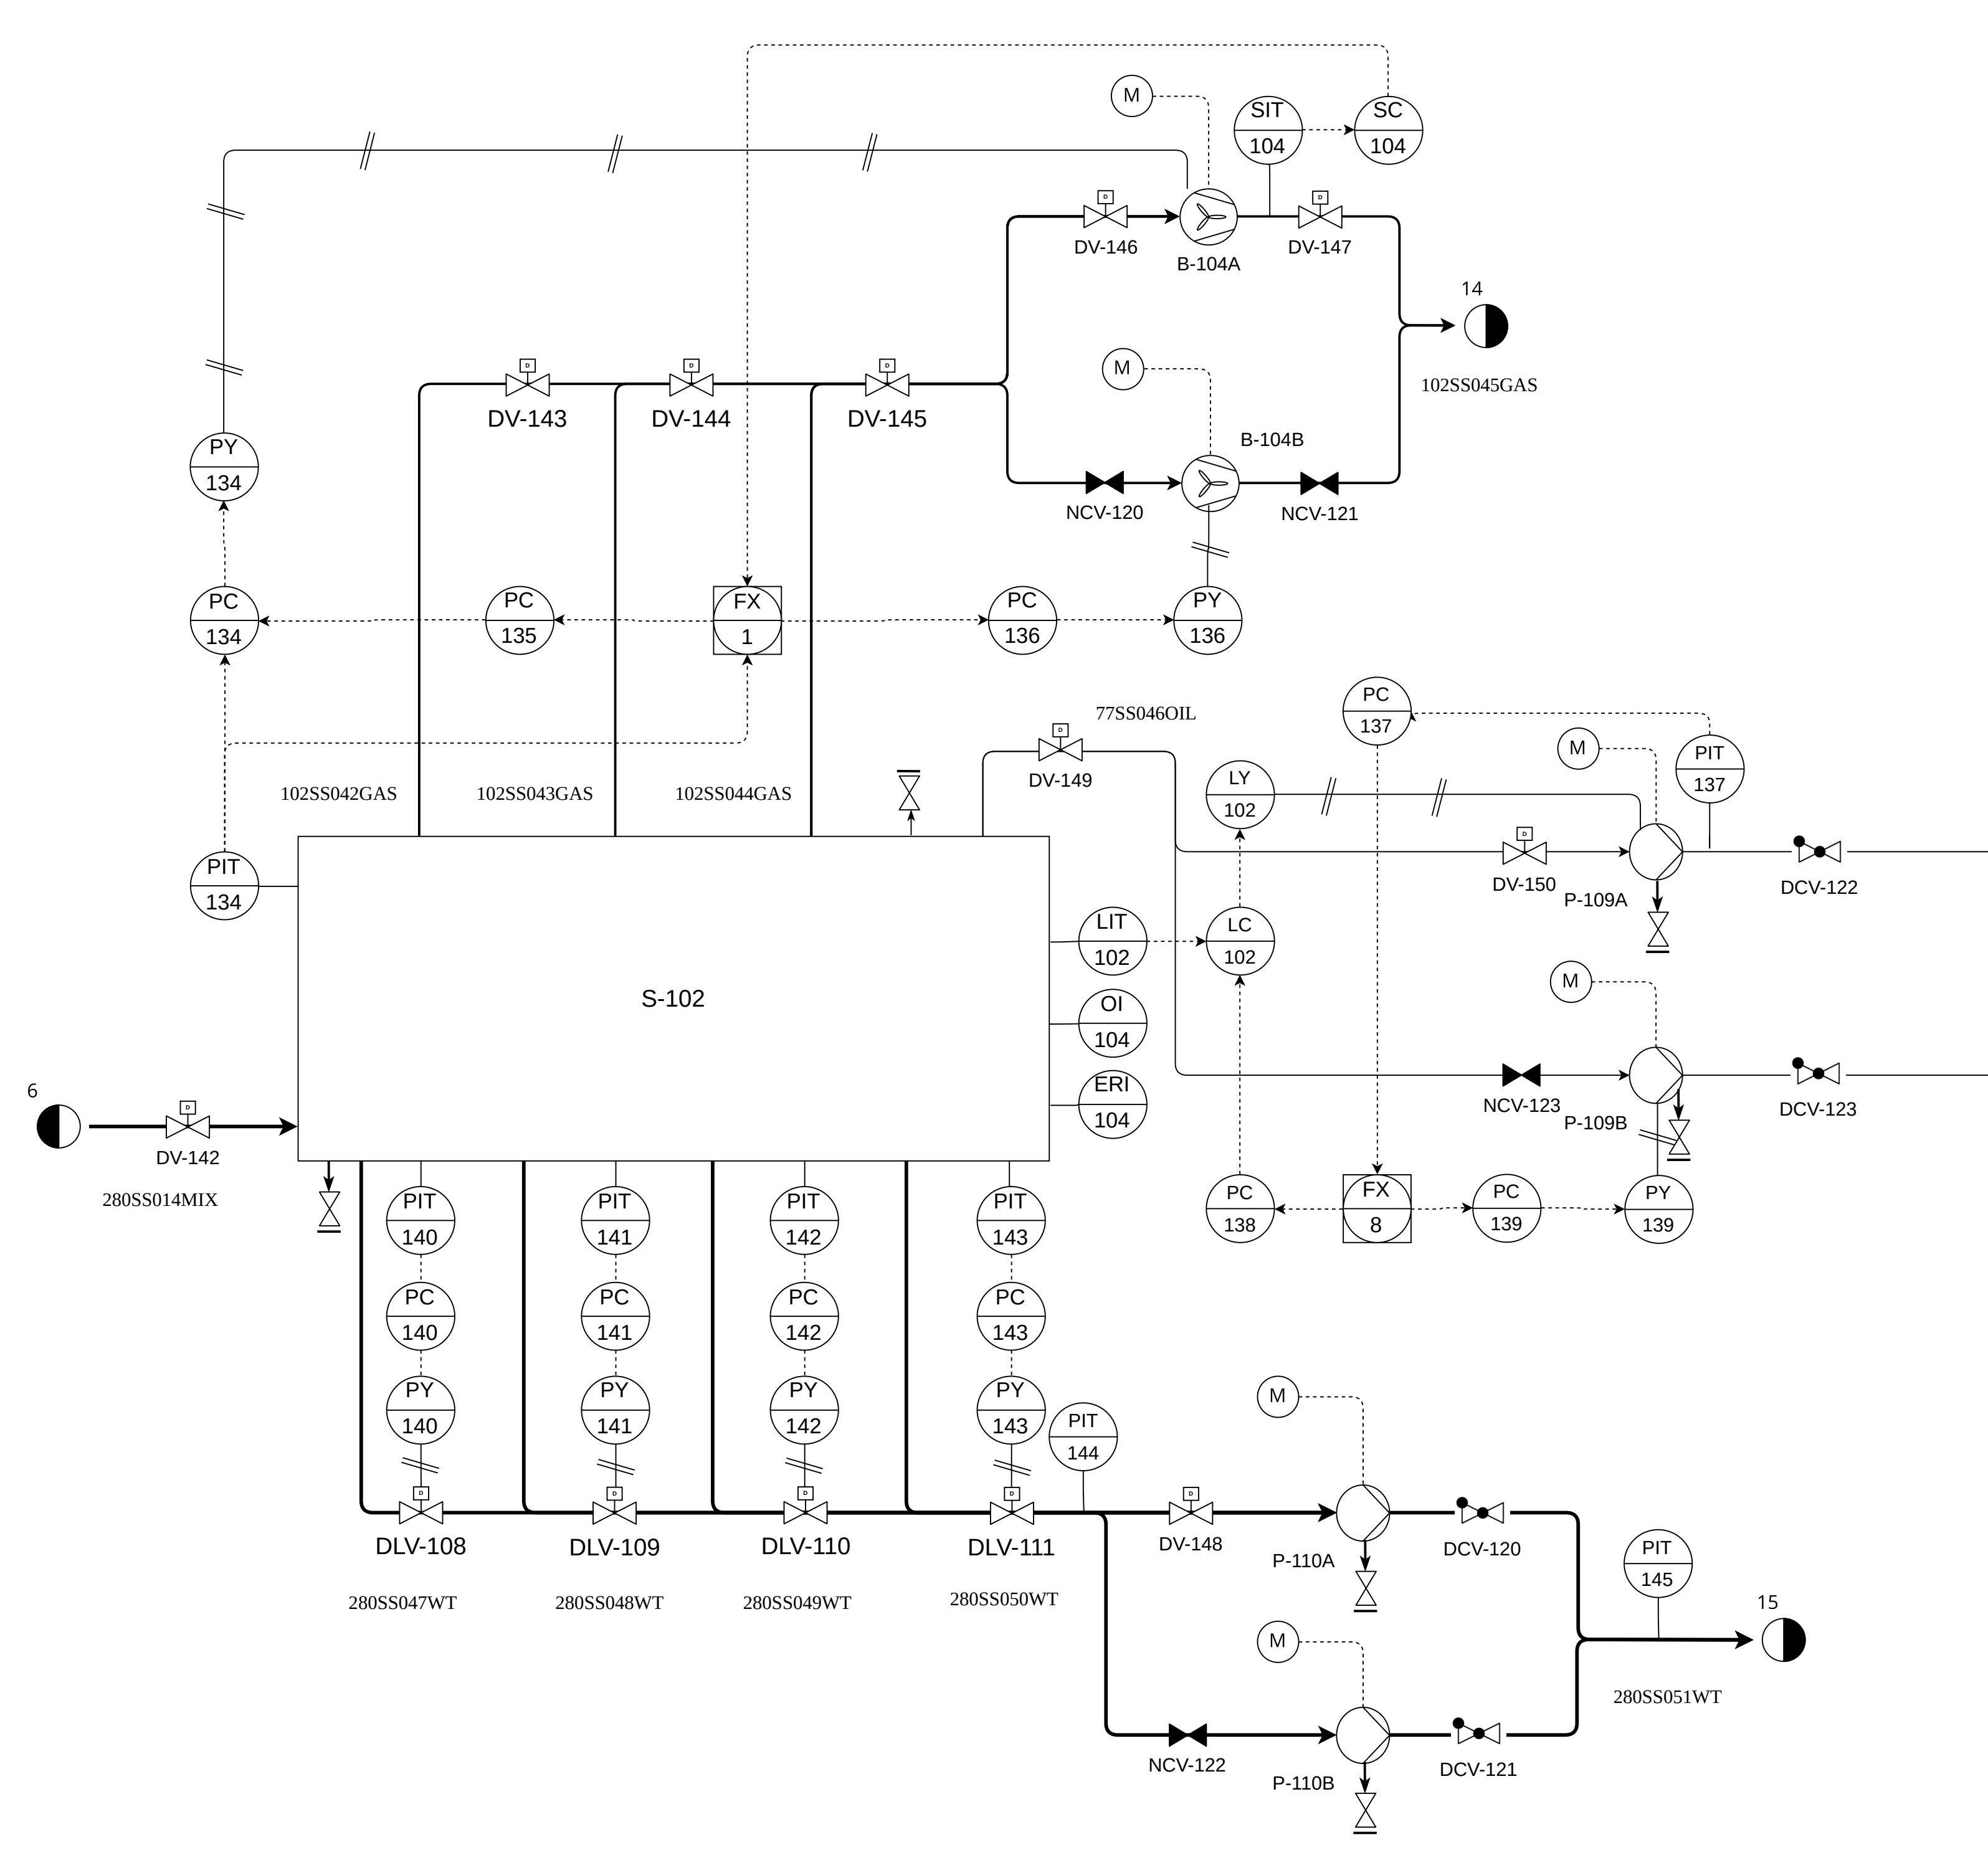 M
SIT
104
SC
104
D
DV-146
B-104A
D
DV-147
14
102SS045GAS
D
DV-143
D
DV-144
D
DV-145
M
B-104B
NCV-120
NCV-121
PY
134
PC
134
PC
135
FX
1
PC
136
PY
136
102SS042GAS
102SS043GAS
102SS044GAS
77SS046OIL
D
DV-149
PC
137
M
PIT
137
LY
102
D
DV-150
P-109A
DCV-122
PIT
134
S-102
LIT
102
LC
102
OI
104
ERI
104
M
NCV-123
P-109B
DCV-123
6
D
DV-142
280SS014MIX
PC
138
FX
8
PC
139
PY
139
PIT
140
PIT
141
PIT
142
PIT
143
PC
140
PC
141
PC
142
PC
143
PY
140
PY
141
PY
142
PY
143
PIT
144
M
D
DLV-108
D
DLV-109
D
DLV-110
D
DLV-111
D
DV-148
P-110A
DCV-120
280SS047WT
280SS048WT
280SS049WT
280SS050WT
PIT
145
15
M
280SS051WT
NCV-122
P-110B
DCV-121